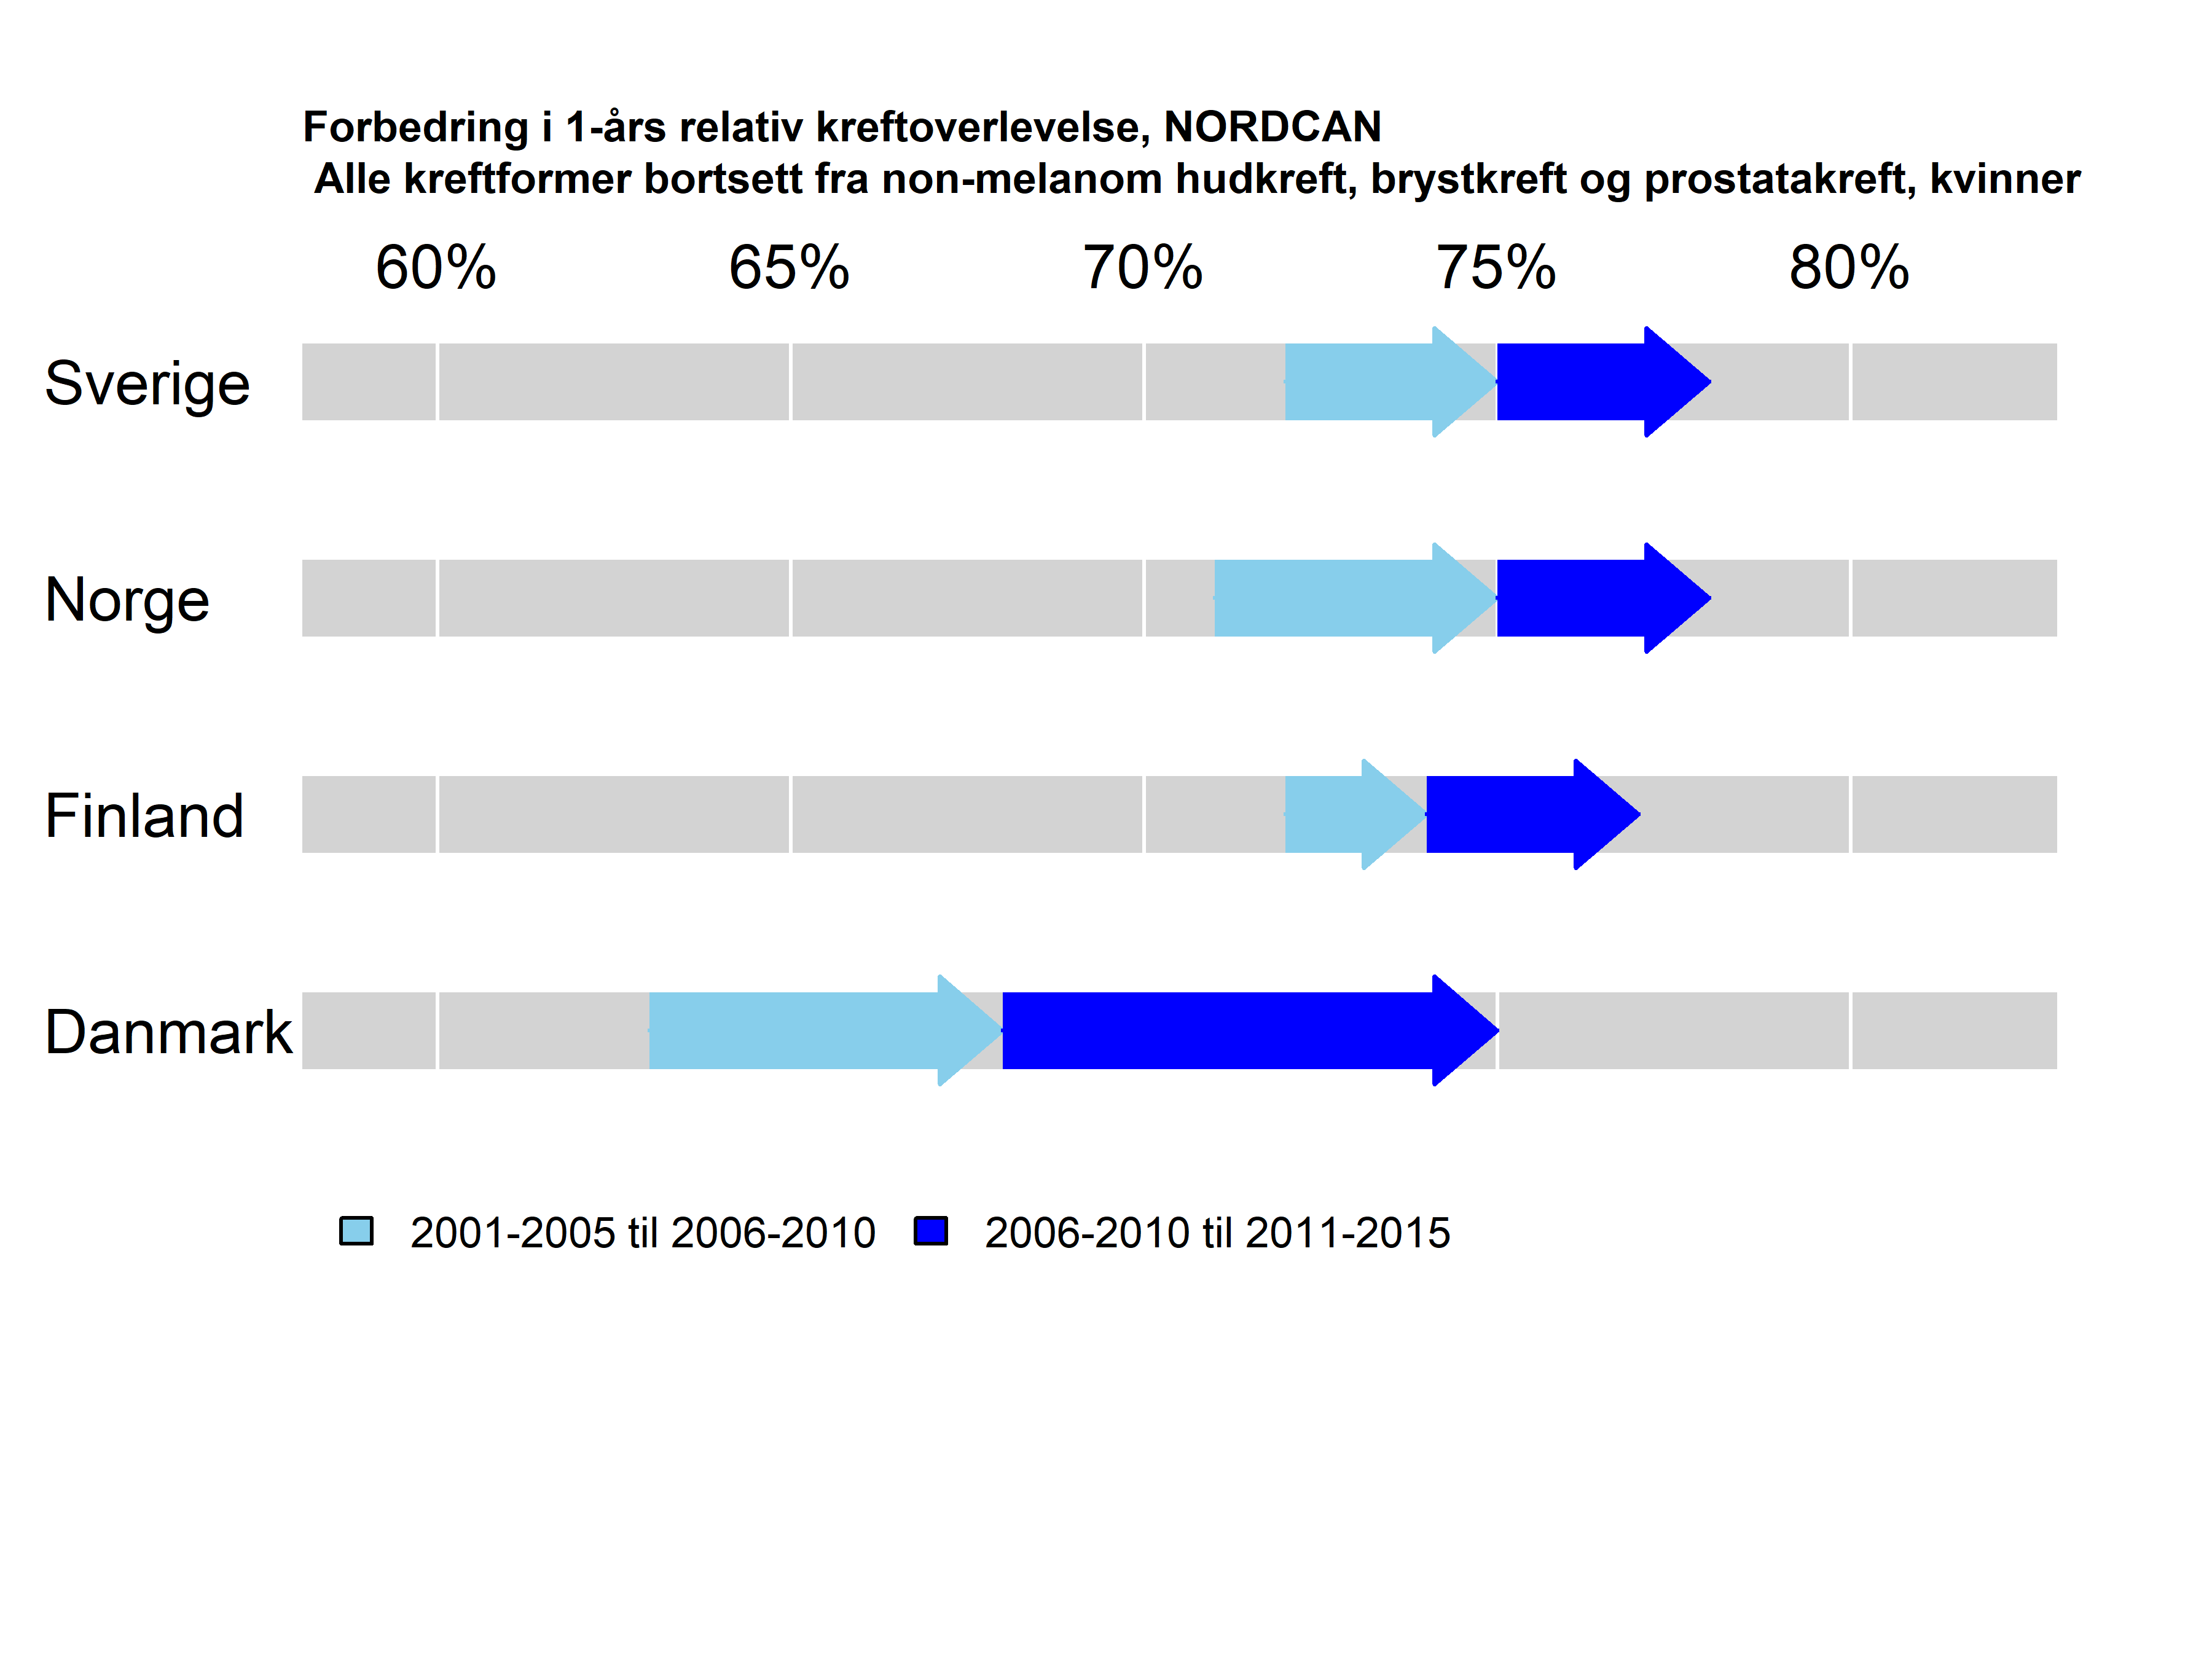 Forbedring i 1-års relativ kreftoverlevelse, NORDCAN
Alle kreftformer bortsett fra non-melanom hudkreft, brystkreft og prostatakreft, kvinner
60% 65% 70% 75% 80%
Sverige
Norge
Finland
Danmark
2001-2005 til 2006-2010 2006-2010 til 2011-2015